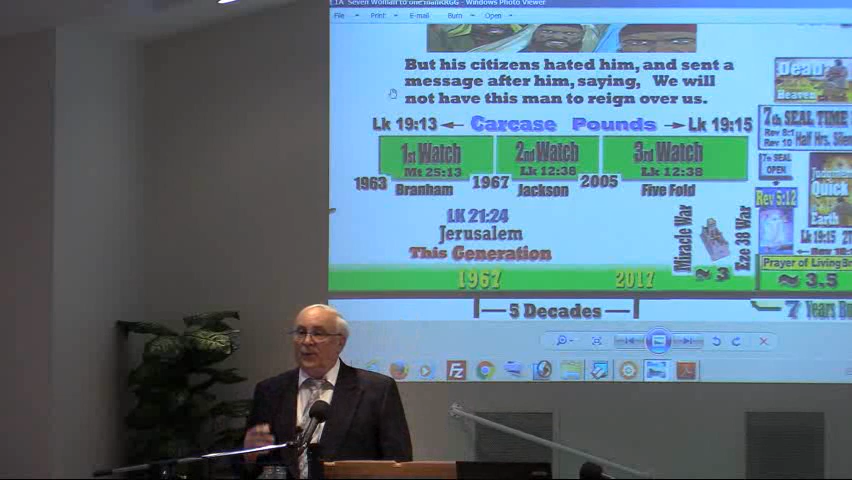 1A Seven Woman to one manRRGG - Windows Photo Viewer
File Print E-mail Burn Open
But his citizens hated him, and sent a
message after him, saying, We will
not have this man to reign over us.
Lk 19:13 Carcase Pounds Lk 19:15
1st Watch 2nd Watch 3rd Watch
Mt 25:13 Lk 12:38 Lk 12:38
1963 Branham 1967 Jackson 2005 Five Fold
LK 21:24
Jerusalem
This Generation
1967 2017
5 Decades
Miracle War
≈ 3
Eze 38 War
Dead
Heaven
7th SEAL TIME
Rev 8:1 Half Hrs.
Rev 10
7th SEAL
OPEN
Rev 5:12
Quick
Earth
Lk 19:15
Prayer of Living
≈ 3.5
7 Years
FZ